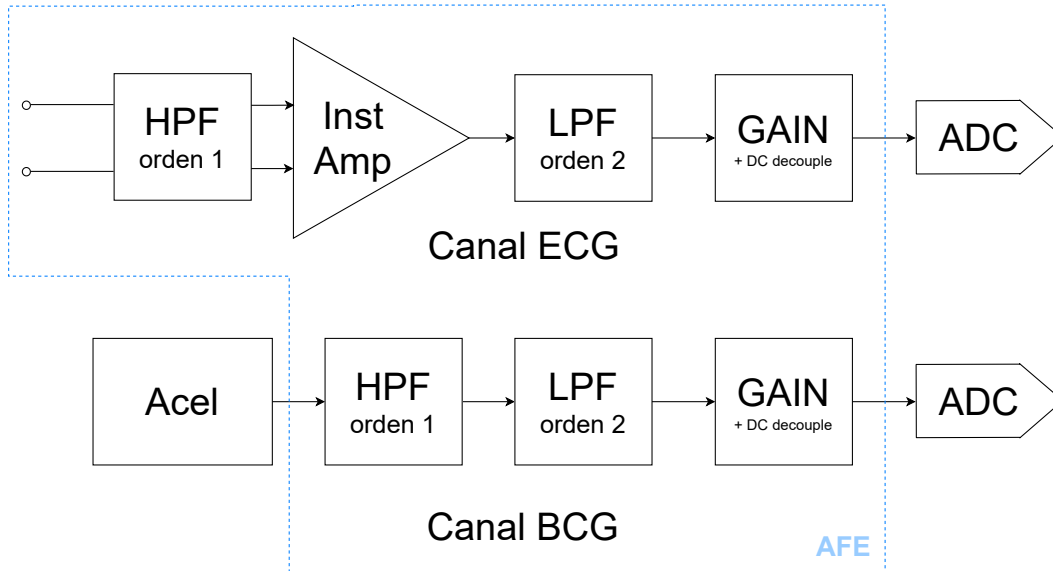 HPF
orden 1
Inst
Amp
LPF
orden 2
GAIN
+ DC decouple
ADC
Canal ECG
Acel
HPF
orden 1
LPF
orden 2
GAIN
+ DC decouple
ADC
Canal BCG
AFE